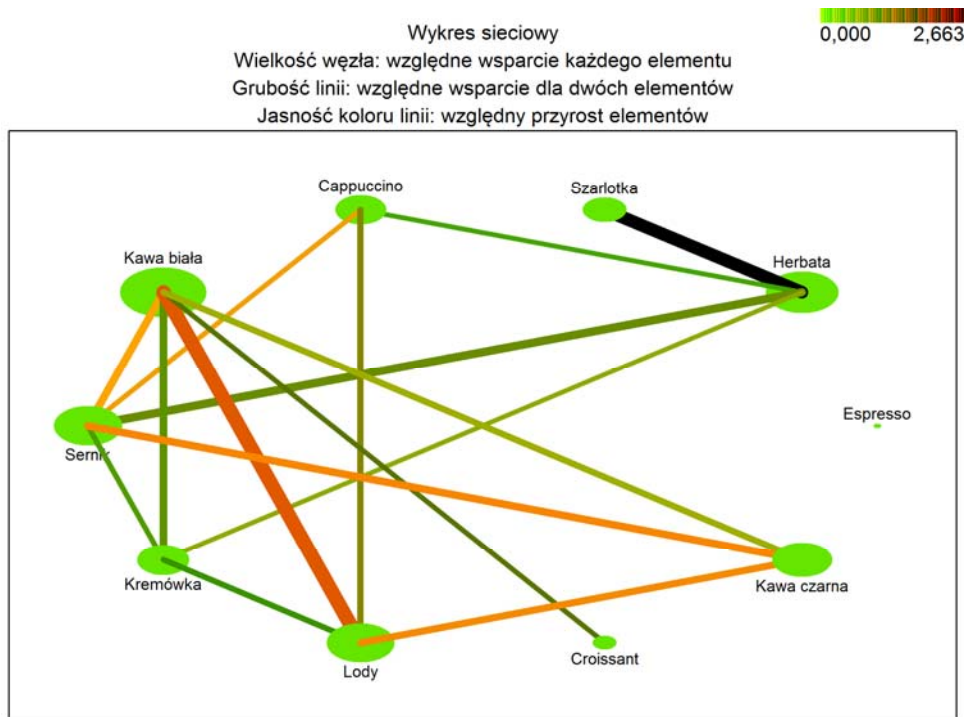 0,000 2,663
Wykres sieciowy
Wielkość węzła: względne wsparcie każdego elementu
Grubość linii: względne wsparcie dla dwóch elementów
Jasność koloru linii: względny przyrost elementów
Cappuccino
Szarlotka
Kawa biała
Herbata
Espresso
Sernik
Kremówka
Kawa czarna
Lody
Croissant